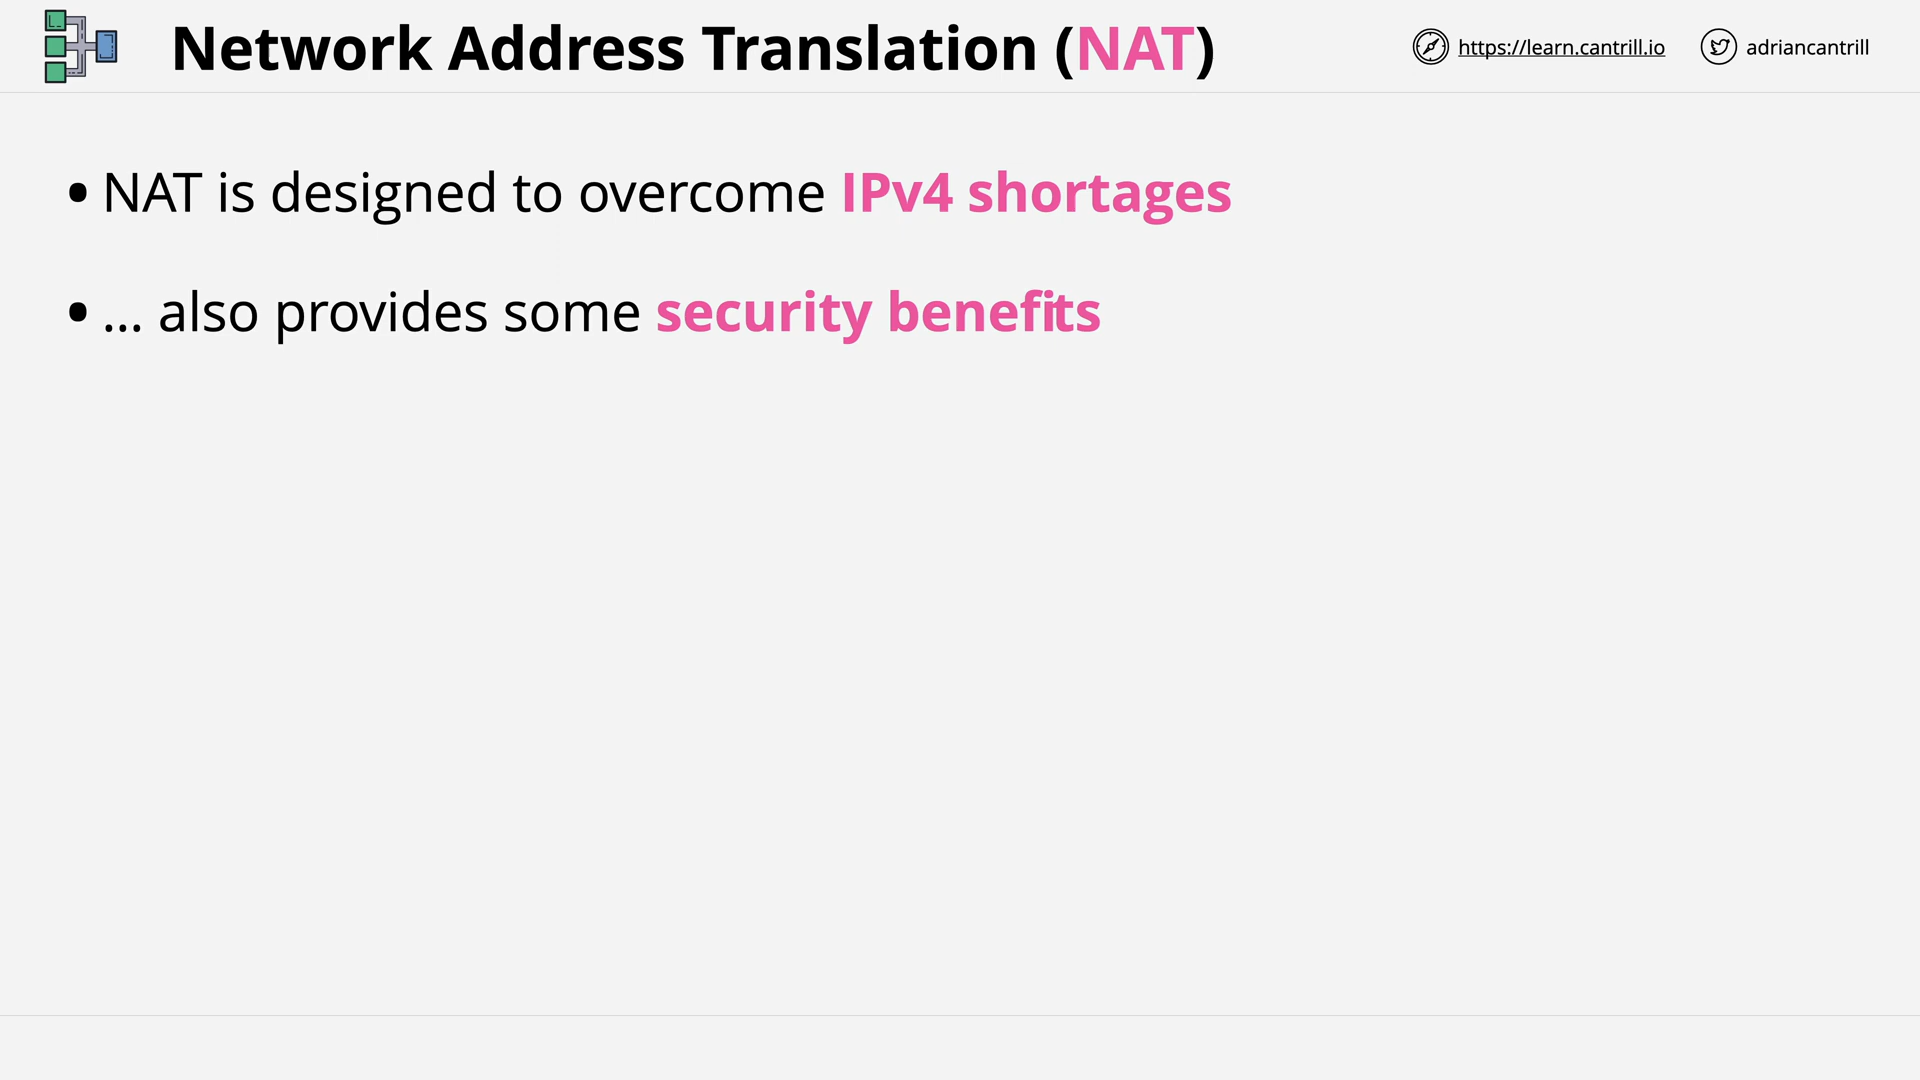 Network Address Translation (NAT)
https://learn.cantrill.io
adriancantrill
• NAT is designed to overcome IPv4 shortages
• ... also provides some security benefits